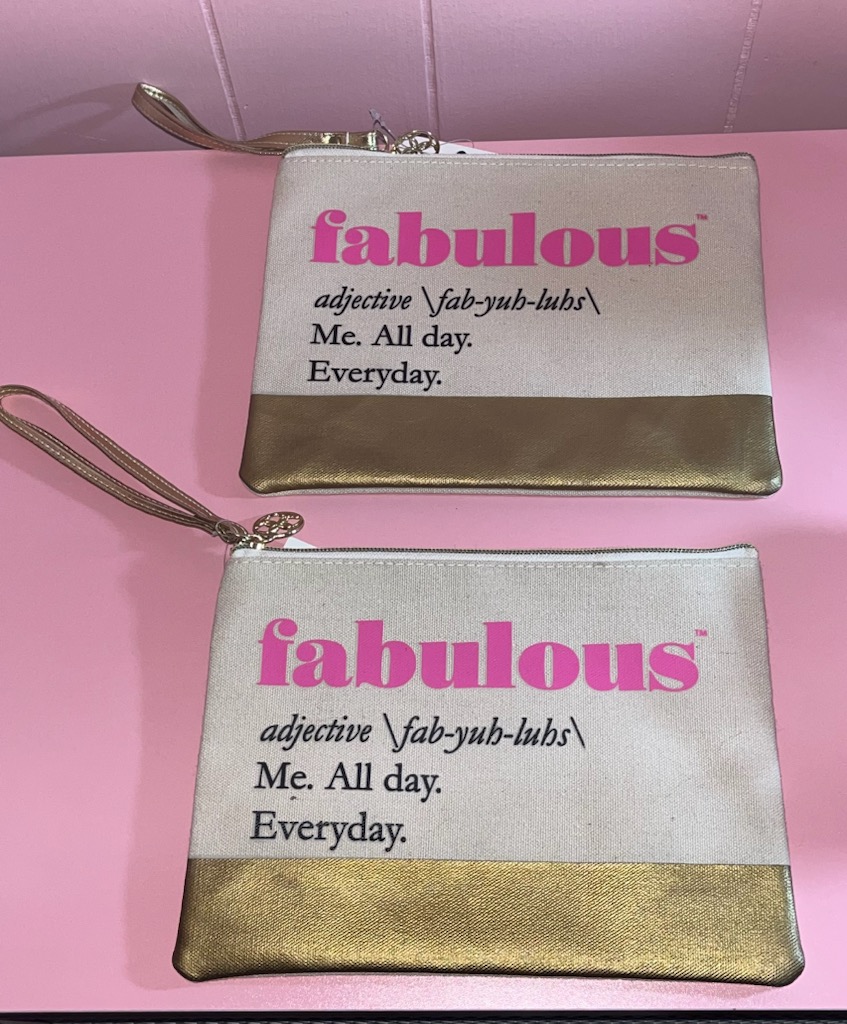 fabulous™
adjective \fab-yuh-luhs\
Me. All day.
Everyday.
fabulous™
adjective \fab-yuh-luhs\
Me. All day.
Everyday.